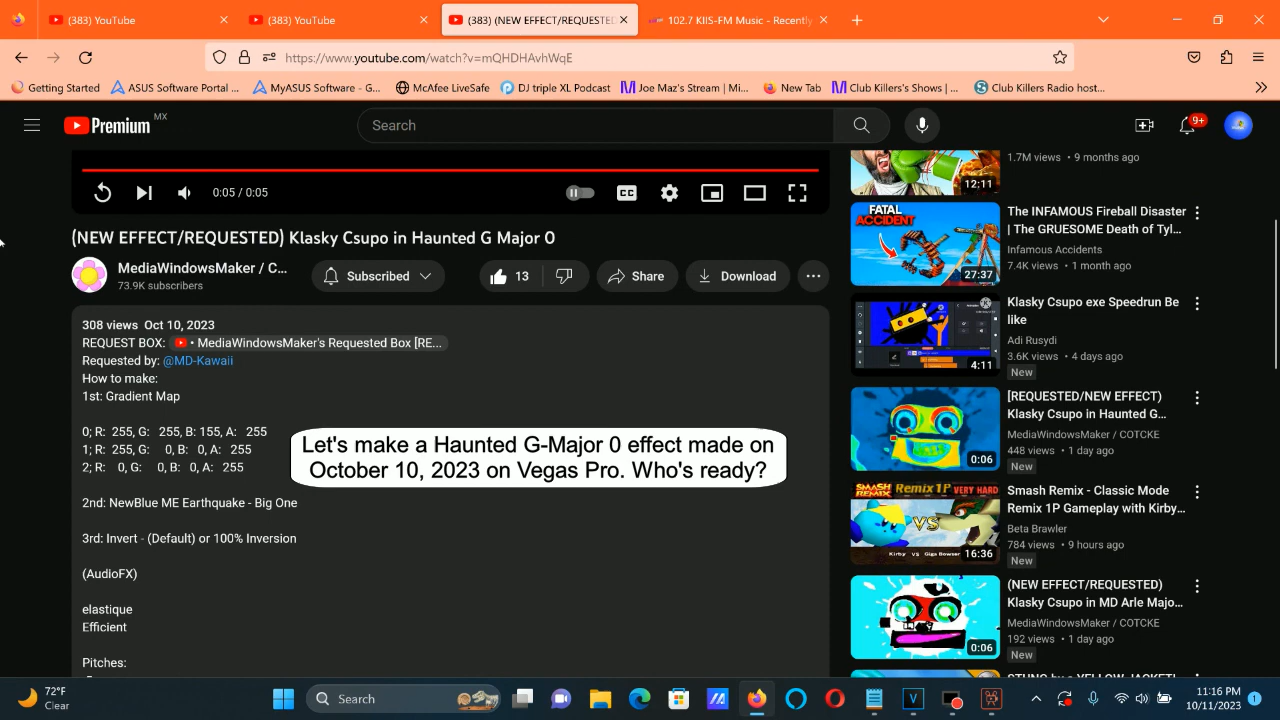 (383) YouTube
(383) YouTube
(383) (NEW EFFECT/REQUESTED
102.7 KIIS-FM Music - Recently
https://www.youtube.com/watch?v=mQHDHAvhWqE
Getting Started
ASUS Software Portal ...
MyASUS Software - G...
McAfee LiveSafe
DJ triple XL Podcast
Joe Maz's Stream | Mi...
New Tab
Club Killers's Shows | ...
Club Killers Radio host...
Premium MX
Search
9+
0:05 / 0:05
CC
(NEW EFFECT/REQUESTED) Klasky Csupo in Haunted G Major 0
MediaWindowsMaker / C...
73.9K subscribers
Subscribed
13
Share
Download
308 views Oct 10, 2023
REQUEST BOX: • MediaWindowsMaker's Requested Box [RE...
Requested by: @MD-Kawaii
How to make:
1st: Gradient Map
0; R: 255, G: 255, B: 155, A: 255
1: R: 255, G: 0, B: 0, A: 255
2; R: 0, G: 0, B: 0, A: 255
Let's make a Haunted G-Major 0 effect made on
October 10, 2023 on Vegas Pro. Who's ready?
2nd: NewBlue ME Earthquake - Big One
3rd: Invert - (Default) or 100% Inversion
(AudioFX)
elastique
Efficient
Pitches:
12:11
1.7M views • 9 months ago
FATAL
ACCIDENT
27:37
The INFAMOUS Fireball Disaster
| The GRUESOME Death of Tyl...
Infamous Accidents
7.4K views • 1 month ago
4:11
Klasky Csupo exe Speedrun Be
like
Adi Rusydi
3.6K views • 4 days ago
New
0:06
[REQUESTED/NEW EFFECT)
Klasky Csupo in Haunted G...
MediaWindowsMaker / COTCKE
448 views • 1 day ago
New
SMASH REMIX
Remix 1P
VERY HARD
VS
Kirby vs Giga Bowser
16:36
Smash Remix - Classic Mode
Remix 1P Gameplay with Kirby...
Beta Brawler
784 views • 9 hours ago
New
0:06
(NEW EFFECT/REQUESTED)
Klasky Csupo in MD Arle Majo...
MediaWindowsMaker / COTCKE
192 views • 1 day ago
New
72°F
Clear
Search
11:16 PM
10/11/2023